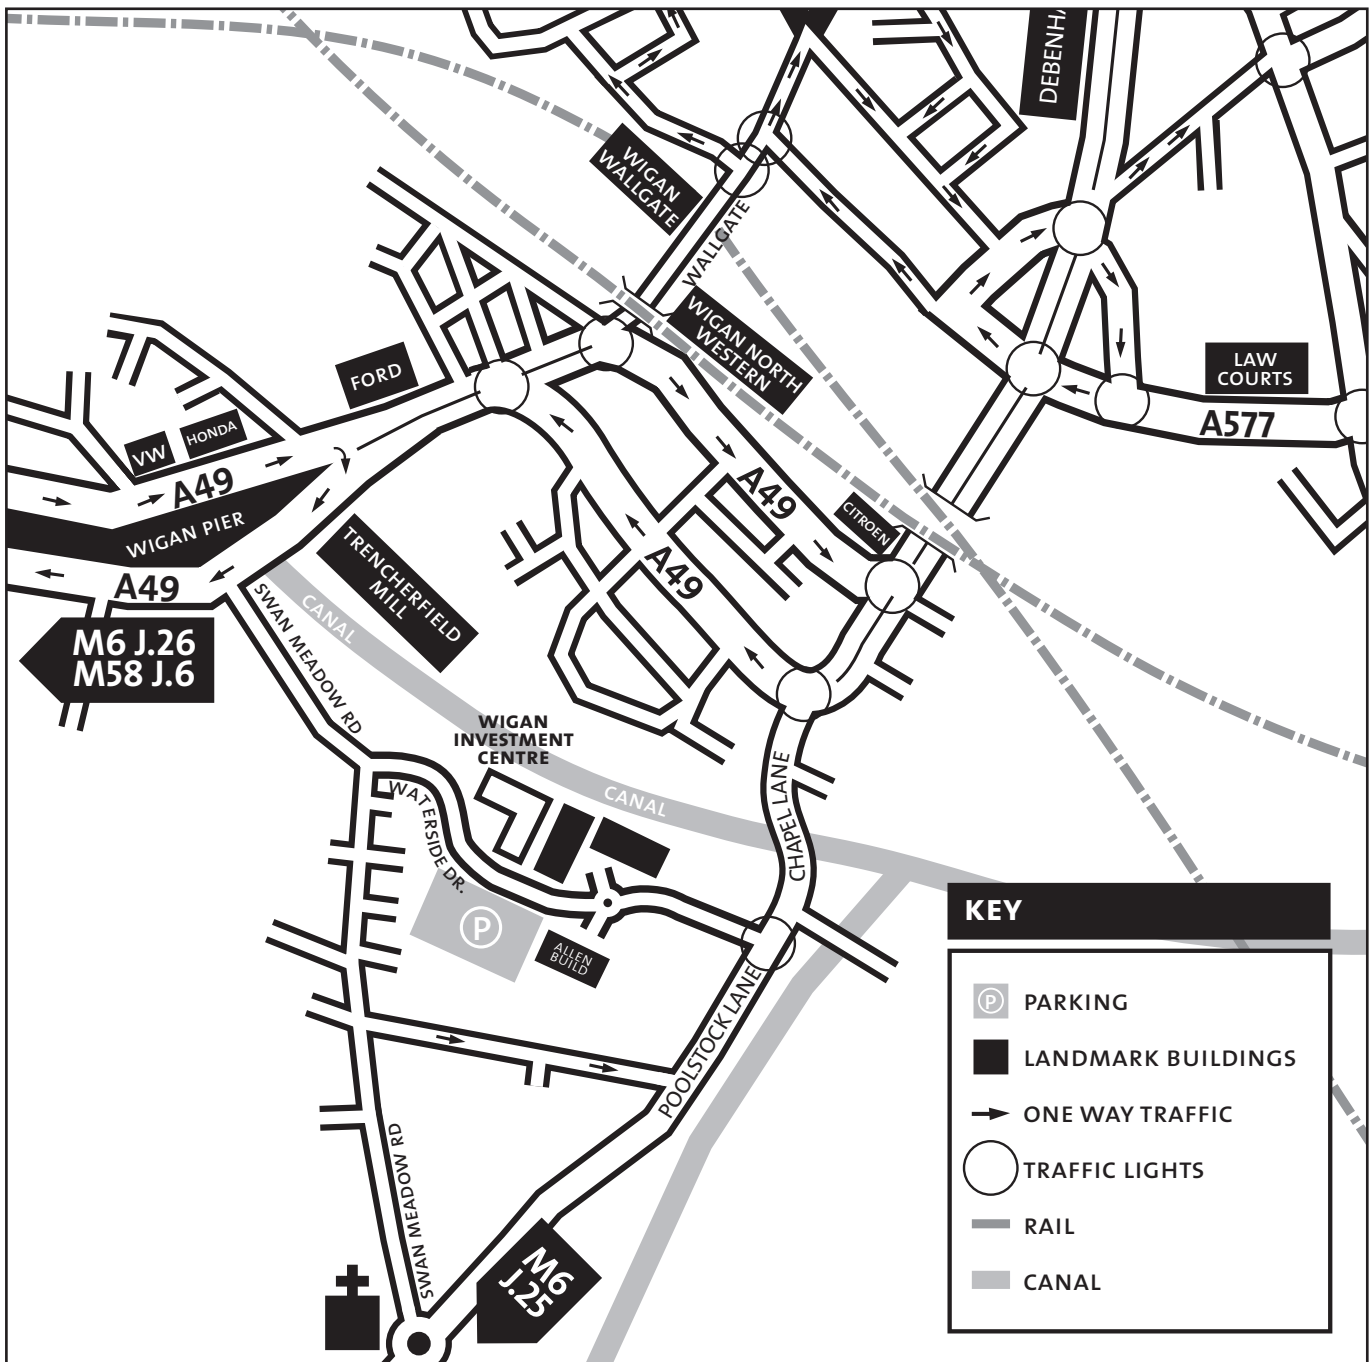 DEBENHA
WIGAN
WALLGATE
WALLGATE
WIGAN NORTH
WESTERN
FORD
LAW
COURTS
A577
VW
HONDA
A49
WIGAN PIER
A49
CITROEN
A49
A49
TRENCHERFIELD
MILL
CANAL
SWAN MEADOW RD
M6 J.26
M58 J.6
WIGAN
INVESTMENT
CENTRE
CANAL
CHAPEL LANE
WATERSIDE DR.
P
ALLEN
BUILD
POOLSTOCK LANE
SWAN MEADOW RD
M6
J.25
KEY
P PARKING
LANDMARK BUILDINGS
ONE WAY TRAFFIC
TRAFFIC LIGHTS
RAIL
CANAL